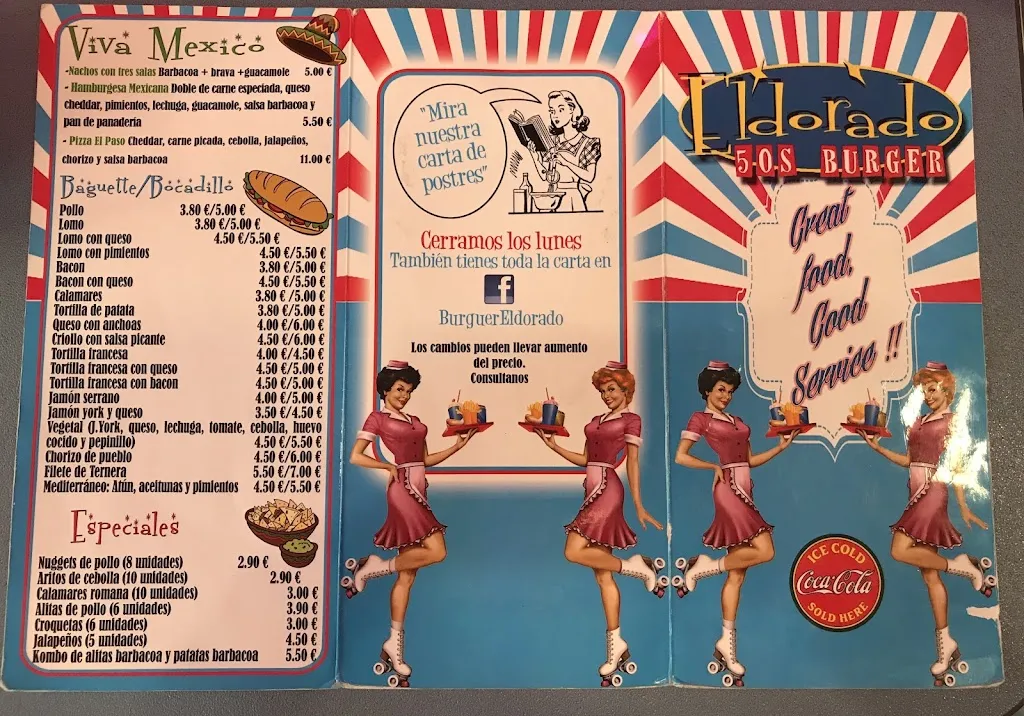 Viva Mexico
-Nachos con tres salas Barbacoa + brava +guacamole 5.00 €
- Hamburgesa Mexicana Doble de carne especiada, queso
cheddar, pimientos, lechuga, guacamole, salsa barbacoa y
pan de panadería 5.50 €
- Pizza El Paso Cheddar, carne picada, cebolla, jalapeños,
chorizo y salsa barbacoa 11.00 €
Baguette/Bocadillo
Pollo 3.80 €/5.00 €
Lomo 3.80 €/5.00 €
Lomo con queso 4.50 €/5.50 €
Lomo con pimientos 4.50 €/5.50 €
Bacon 3.80 €/5.00 €
Bacon con queso 4.50 €/5.50 €
Calamares 3.80 € /5.00 €
Tortilla de patata 3.80 €/5.00 €
Queso con anchoas 4.00 €/6.00 €
Criollo con salsa picante 4.50 €/6.00 €
Tortilla francesa 4.00 €/4.50 €
Tortilla francesa con queso 4.50 €/5.00 €
Tortilla francesa con bacon 4.50 €/5.00 €
Jamón serrano 4.00 €/5.00 €
Jamón york y queso 3.50 €/4.50 €
Vegetal (J.York, queso, lechuga, tomate, cebolla, huevo
cocido y pepinillo) 4.50 €/5.50 €
Chorizo de pueblo 4.50 €/6.00 €
Filete de Ternera 5.50 €/7.00 €
Mediterráneo: Atún, aceitunas y pimientos 4.50 €/5.50 €
Especiales
Nuggets de pollo (8 unidades) 2.90 €
Aritos de cebolla (10 unidades) 2.90 €
Calamares romana (10 unidades) 3.00 €
Alitas de pollo (6 unidades) 3.90 €
Croquetas (6 unidades) 3.00 €
Jalapeños (5 unidades) 4.50 €
Kombo de alitas barbacoa y patatas barbacoa 5.50 €
"Mira
nuestra
carta de
postres"
Cerramos los lunes
También tienes toda la carta en
f
BurguerEldorado
Los cambios pueden llevar aumento
del precio.
Consultanos
El'dorado
5.0.S B.U.R.G.E.R
Great
food,
Good
Service !!
ICE COLD
Coca-Cola
SOLD HERE